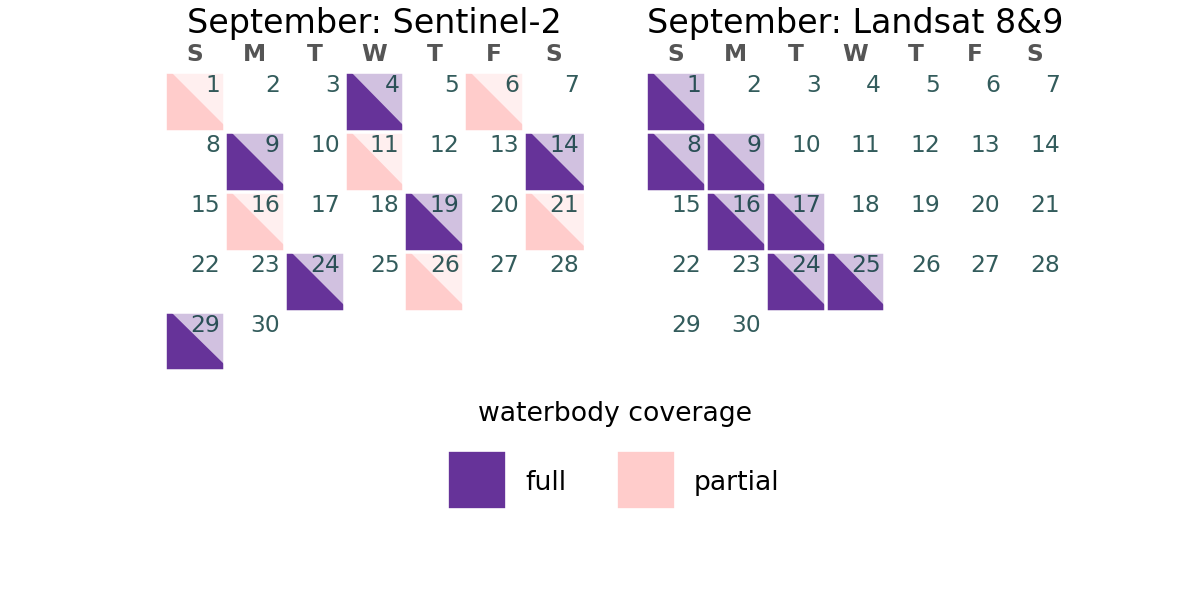 September: Sentinel-2
S M T W T F S
1 2 3 4 5 6 7
8 9 10 11 12 13 14
15 16 17 18 19 20 21
22 23 24 25 26 27 28
29 30
September: Landsat 8&9
S M T W T F S
1 2 3 4 5 6 7
8 9 10 11 12 13 14
15 16 17 18 19 20 21
22 23 24 25 26 27 28
29 30
waterbody coverage
full partial